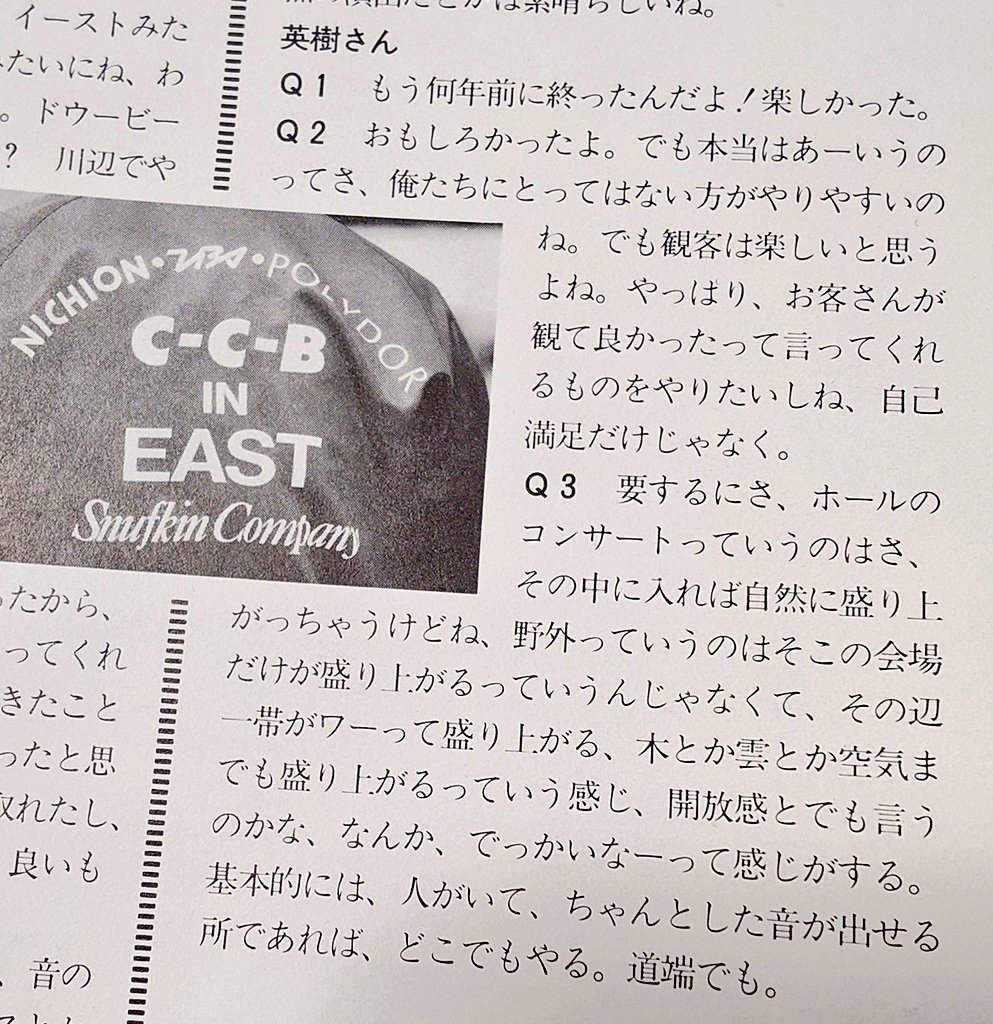 イーストみた
たいにね、わ
。ドウービー
? 川辺でや
の演出だとかは素晴らしいね。
英樹さん
Q1 もう何年前に終ったんだよ!楽しかった。
Q2 おもしろかったよ。でも本当はあーいうの
ってさ、俺たちにとってはない方がやりやすいの
ね。でも観客は楽しいと思う
よね。やっぱり、お客さんが
観て良かったって言ってくれ
るものをやりたいしね、自己
満足だけじゃなく。
Q3 要するにさ、ホールの
コンサートっていうのはさ、
その中に入れば自然に盛り上
がっちゃうけどね、野外っていうのはそこの会場
だけが盛り上がるっていうんじゃなくて、その辺
一帯がワーって盛り上がる、木とか雲とか空気ま
でも盛り上がるっていう感じ、開放感とでも言う
のかな、なんか、でっかいなーって感じがする。
基本的には、人がいて、ちゃんとした音が出せる
所であれば、どこでもやる。道端でも。
NICHION・・POLYDOR
C-C-B
IN
EAST
Snufkin Company
ったから、
ってくれ
きたこと
ったと思
取れたし、
良いも
、音の